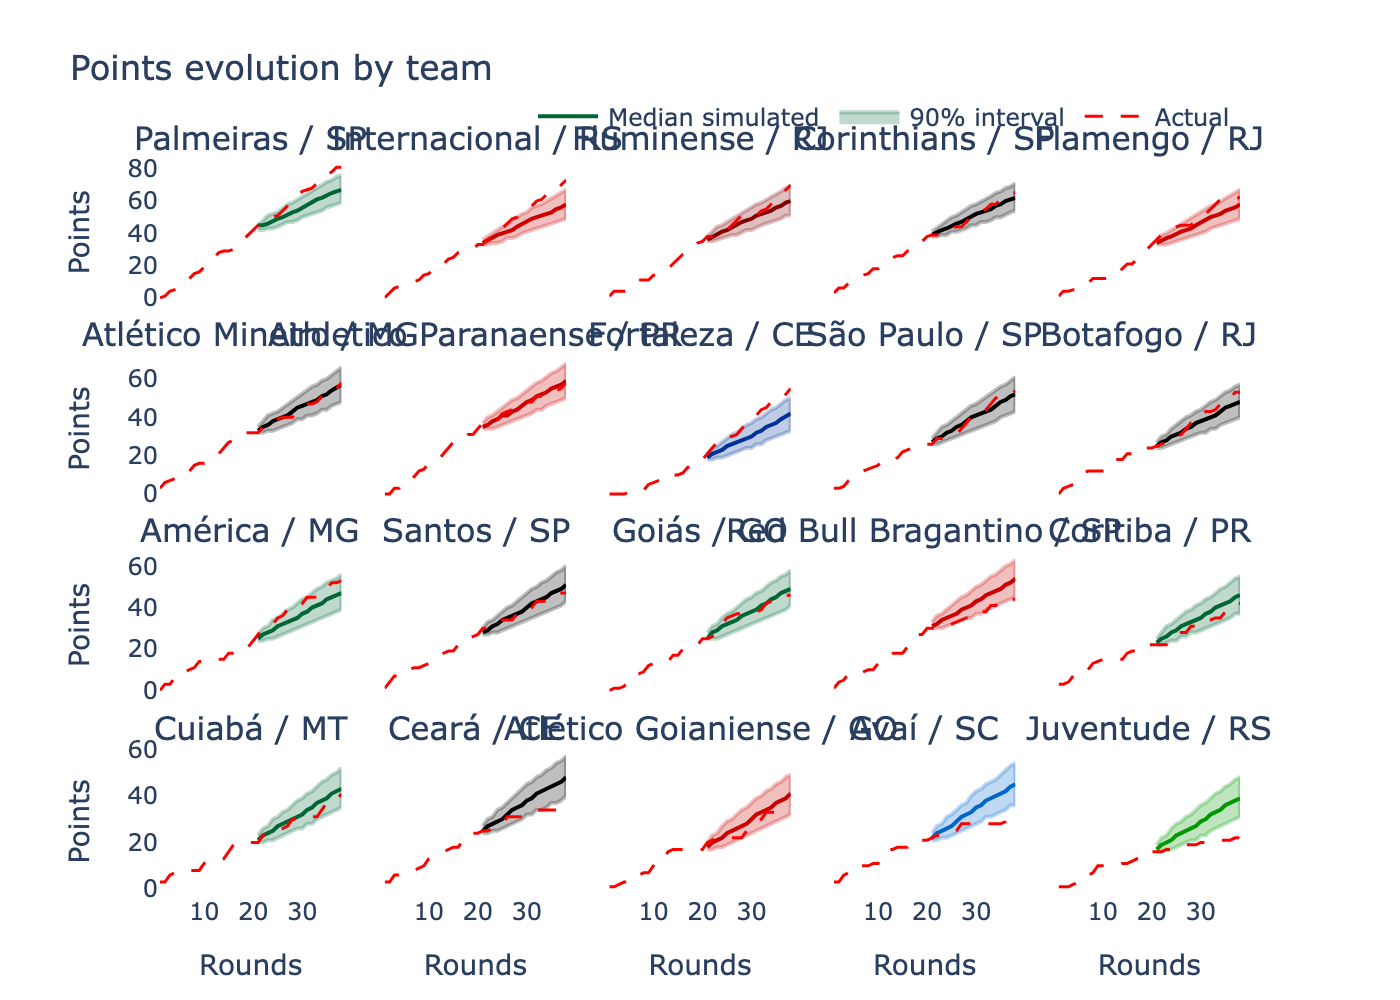 Points evolution by team
Median simulated 90% interval Actual
Palmeiras / SP Internacional / RS Fluminense / RJ Corinthians / SP Flamengo / RJ
80
60
40
20
0
Points
Atlético Mineiro / MG Athletico Paranaense / PR Fortaleza / CE São Paulo / SP Botafogo / RJ
60
40
20
0
Points
América / MG Santos / SP Goiás / GO Red Bull Bragantino / SP Coritiba / PR
60
40
20
0
Points
Cuiabá / MT Ceará / CE Atlético Goianiense / GO Avaí / SC Juventude / RS
60
40
20
0
Points
10 20 30 10 20 30 10 20 30 10 20 30 10 20 30
Rounds Rounds Rounds Rounds Rounds